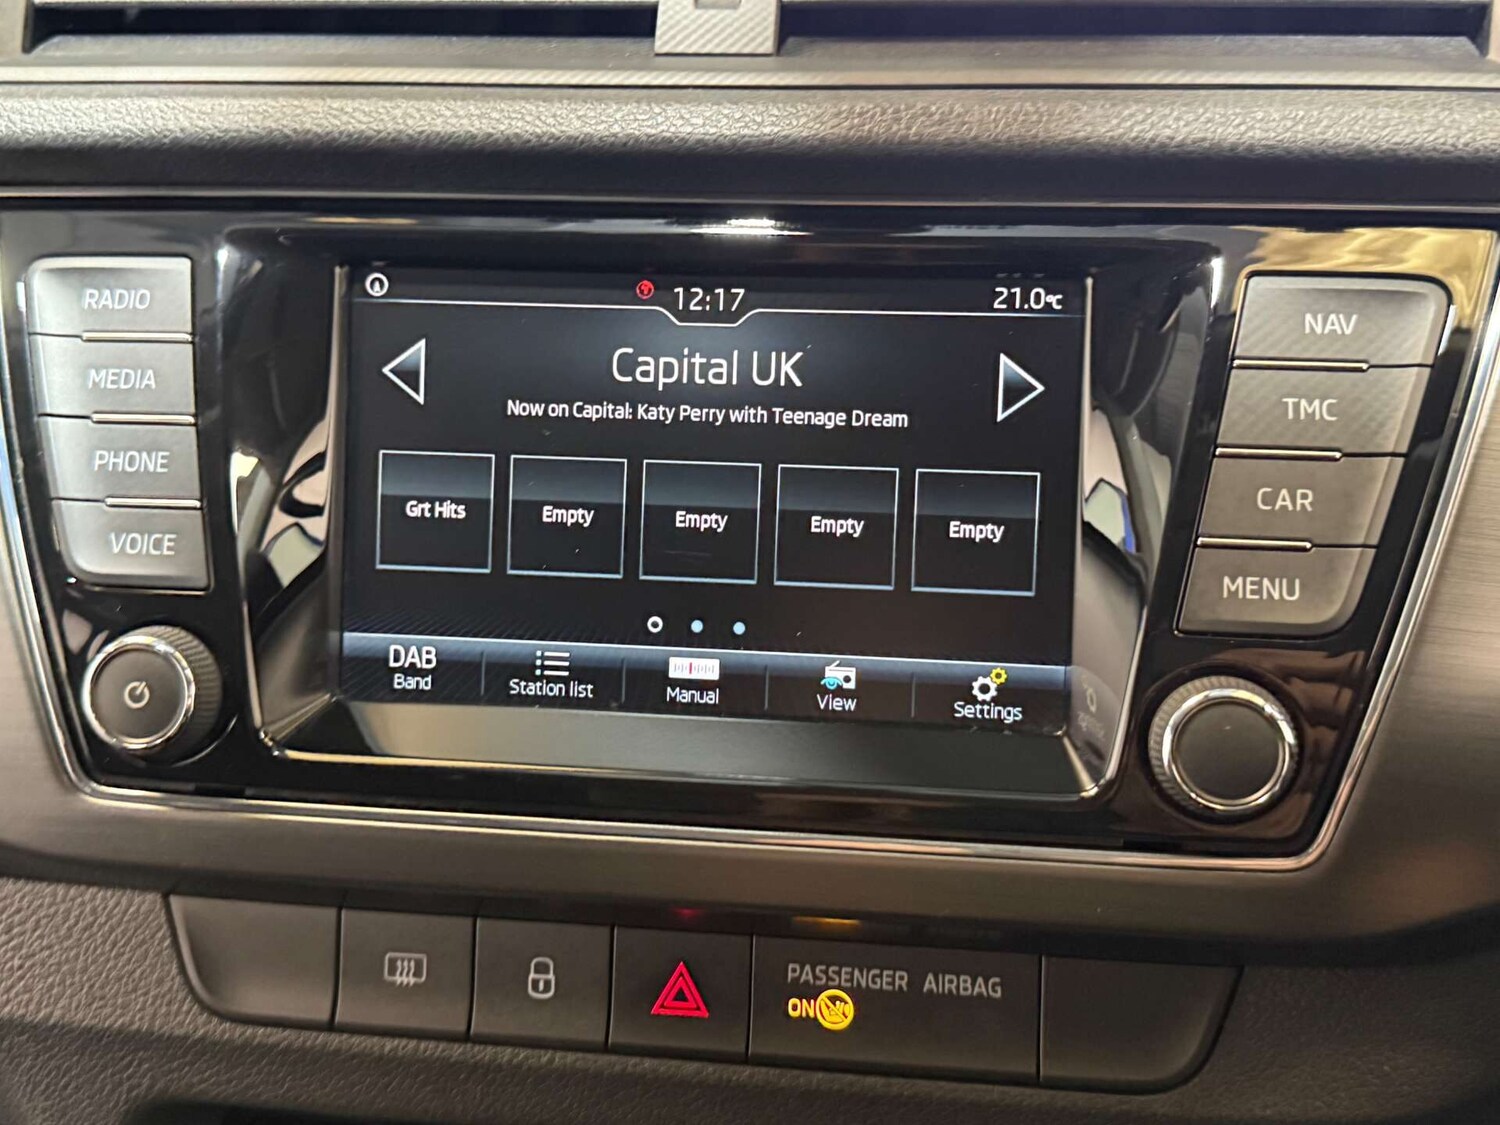 RADIO
MEDIA
PHONE
VOICE
12:17
21.0°C
Capital UK
Now on Capital: Katy Perry with Teenage Dream
Grt Hits
Empty
Empty
Empty
Empty
DAB
Band
Station list
Manual
View
Settings
NAV
TMC
CAR
MENU
PASSENGER AIRBAG
ON